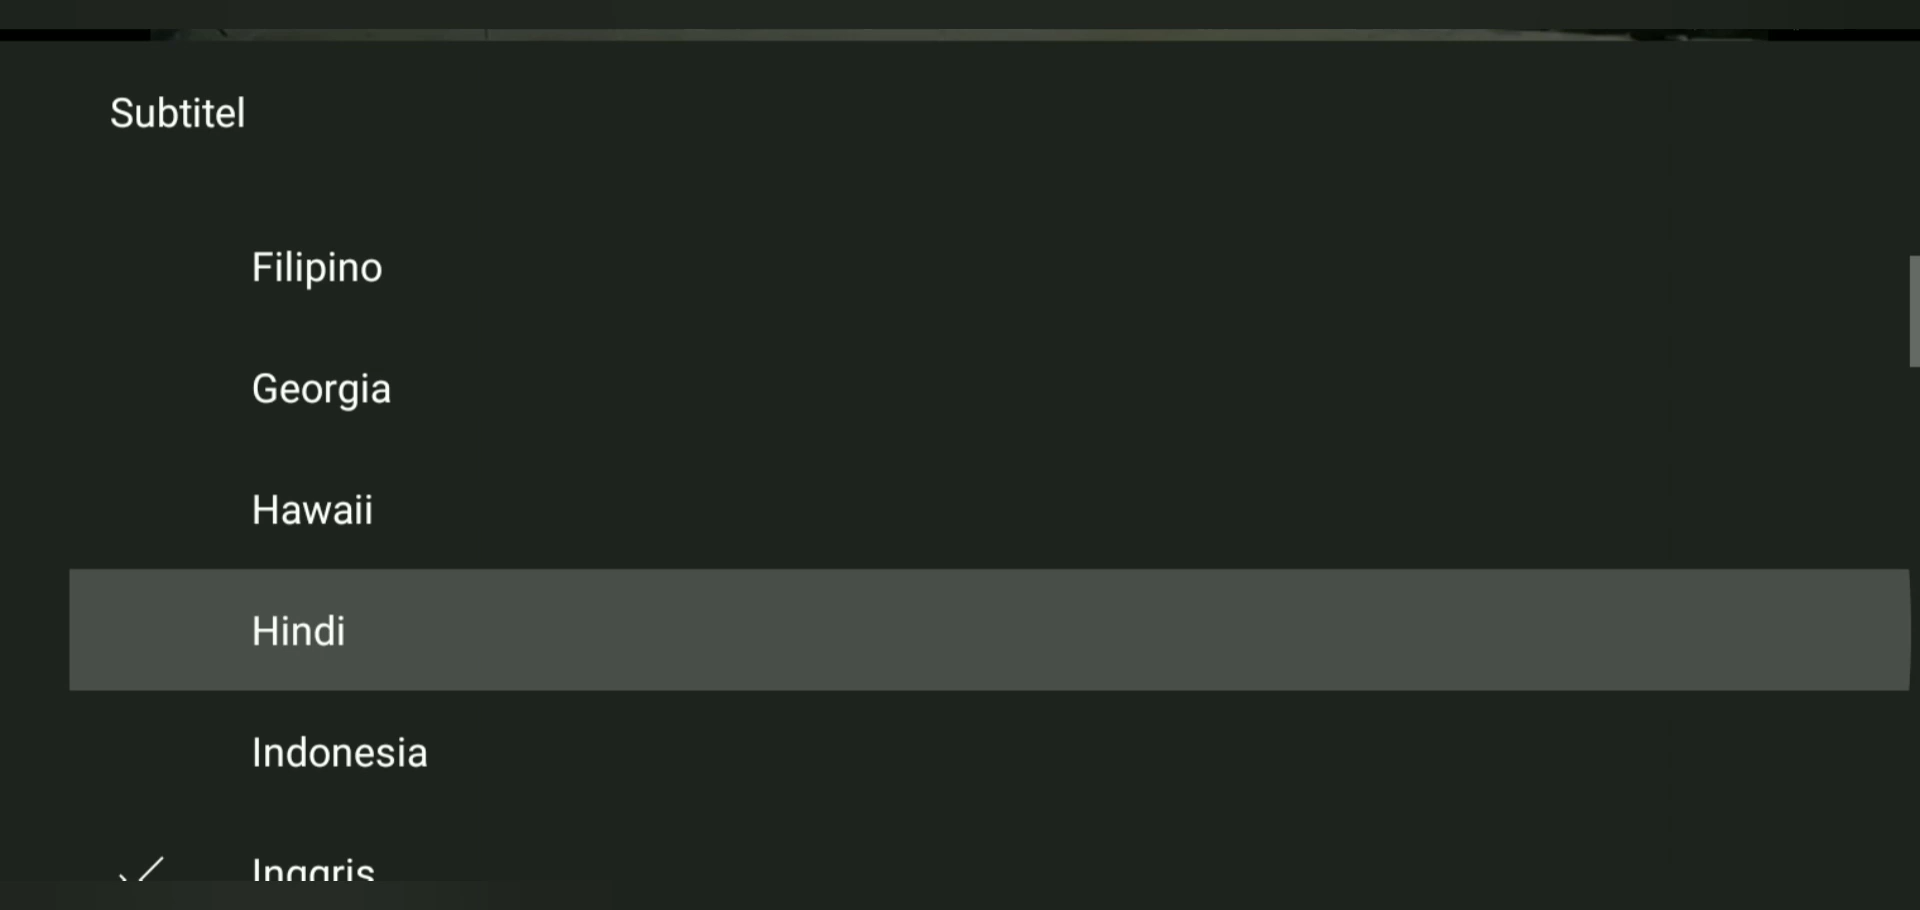 Subtitel
Filipino
Georgia
Hawaii
Hindi
Indonesia
Inggris